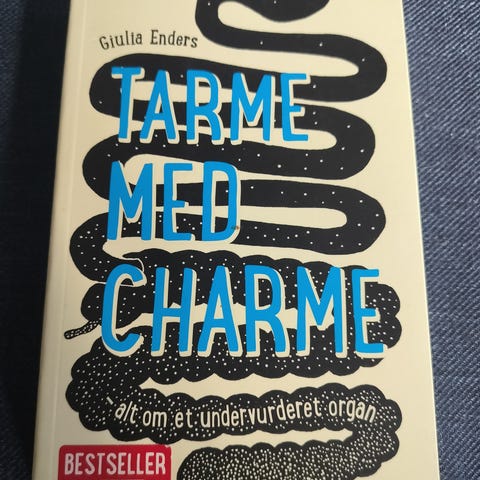 Giulia Enders
TARME
MED
CHARME
- alt om et undervurderet organ
BESTSELLER